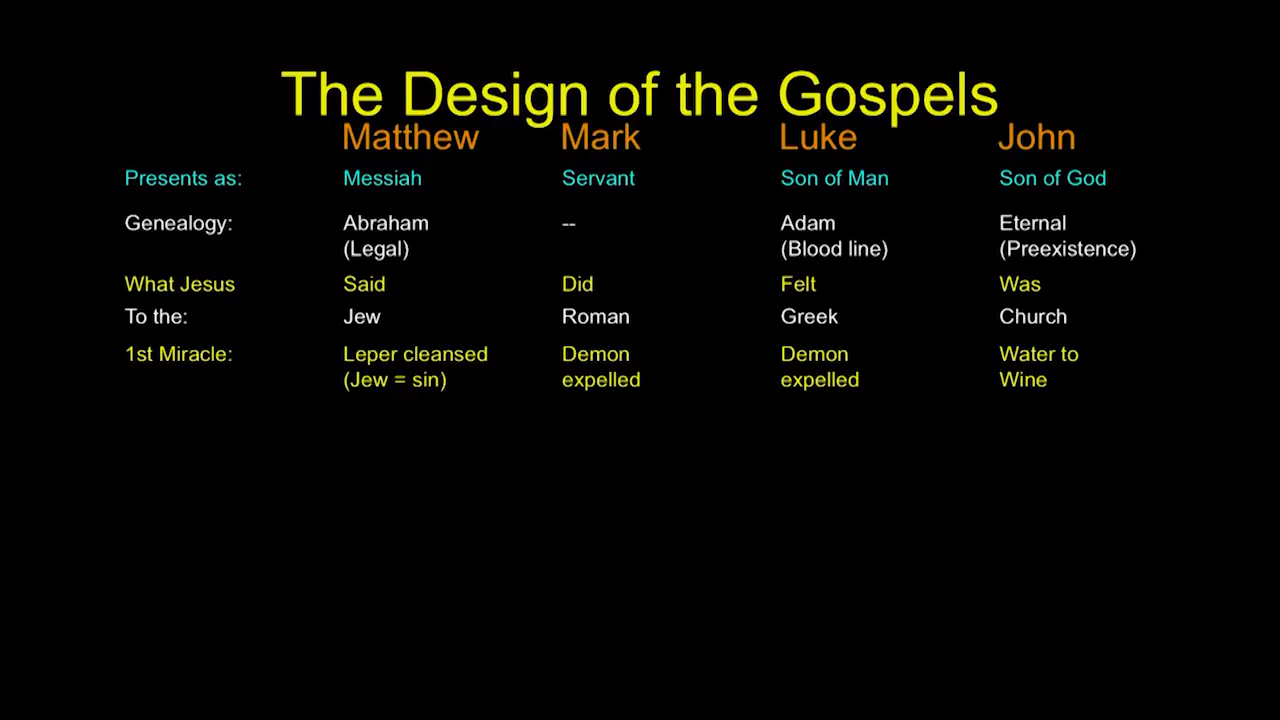 The Design of the Gospels
Matthew Mark Luke John
Presents as: Messiah Servant Son of Man Son of God
Genealogy: Abraham -- Adam Eternal
(Legal) (Blood line) (Preexistence)
What Jesus Said Did Felt Was
To the: Jew Roman Greek Church
1st Miracle: Leper cleansed Demon Demon Water to
(Jew = sin) expelled expelled Wine